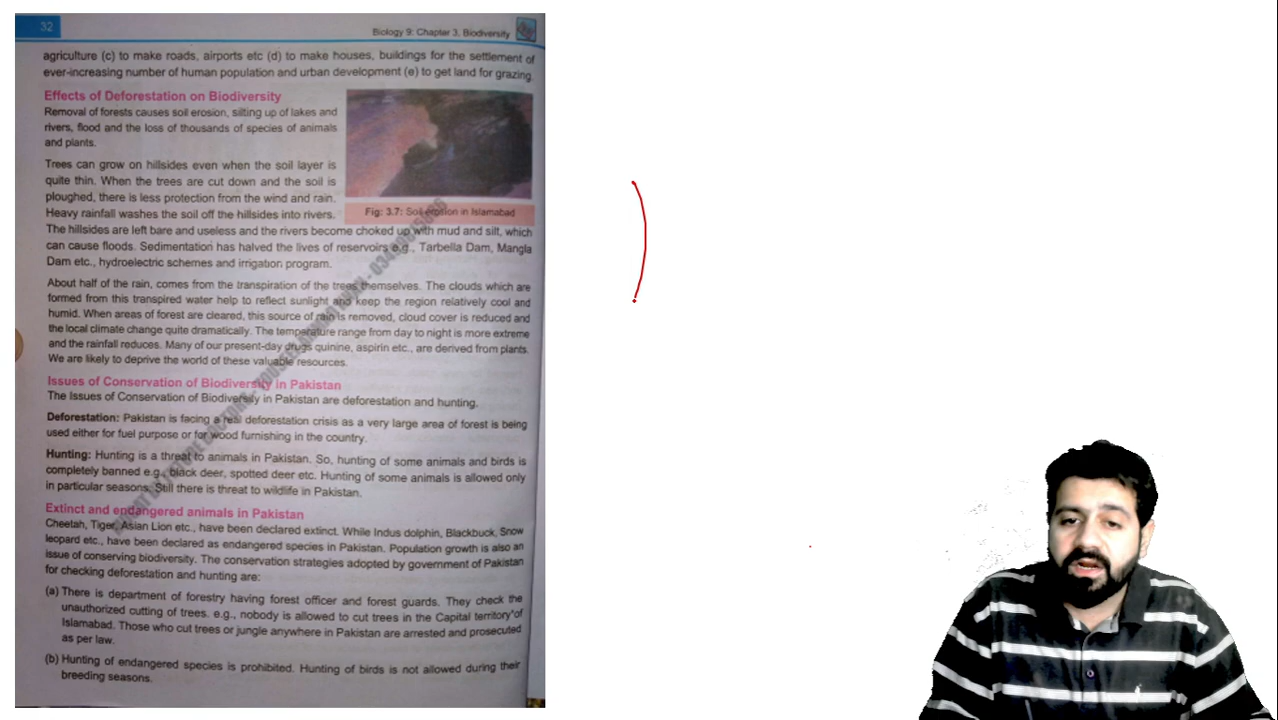 32
Biology 9: Chapter 3, Biodiversity
agriculture (c) to make roads, airports etc (d) to make houses, buildings for the settlement of
ever-increasing number of human population and urban development (e) to get land for grazing.
Effects of Deforestation on Biodiversity
Removal of forests causes soil erosion, silting up of lakes and
rivers, flood and the loss of thousands of species of animals
and plants.
Trees can grow on hillsides even when the soil layer is
quite thin. When the trees are cut down and the soil is
ploughed, there is less protection from the wind and rain.
Heavy rainfall washes the soil off the hillsides into rivers.
Fig: 3.7: Soil erosion in Islamabad
The hillsides are left bare and useless and the rivers become choked up with mud and silt, which
can cause floods. Sedimentation has halved the lives of reservoirs e.g., Tarbella Dam, Mangla
Dam etc., hydroelectric schemes and irrigation program.
About half of the rain, comes from the transpiration of the trees themselves. The clouds which are
formed from this transpired water help to reflect sunlight and keep the region relatively cool and
humid. When areas of forest are cleared, this source of rain is removed, cloud cover is reduced and
the local climate change quite dramatically. The temperature range from day to night is more extreme
and the rainfall reduces. Many of our present-day drugs quinine, aspirin etc., are derived from plants.
We are likely to deprive the world of these valuable resources.
Issues of Conservation of Biodiversity in Pakistan
The Issues of Conservation of Biodiversity in Pakistan are deforestation and hunting.
Deforestation: Pakistan is facing a real deforestation crisis as a very large area of forest is being
used either for fuel purpose or for wood furnishing in the country.
Hunting: Hunting is a threat to animals in Pakistan. So, hunting of some animals and birds is
completely banned e.g., black deer, spotted deer etc. Hunting of some animals is allowed only
in particular seasons. Still there is threat to wildlife in Pakistan.
Extinct and endangered animals in Pakistan
Cheetah, Tiger, Asian Lion etc., have been declared extinct. While Indus dolphin, Blackbuck, Snow
leopard etc., have been declared as endangered species in Pakistan. Population growth is also an
issue of conserving biodiversity. The conservation strategies adopted by government of Pakistan
for checking deforestation and hunting are:
(a) There is department of forestry having forest officer and forest guards. They check the
unauthorized cutting of trees. e.g., nobody is allowed to cut trees in the Capital territory of
Islamabad. Those who cut trees or jungle anywhere in Pakistan are arrested and prosecuted
as per law.
(b) Hunting of endangered species is prohibited. Hunting of birds is not allowed during their
breeding seasons.